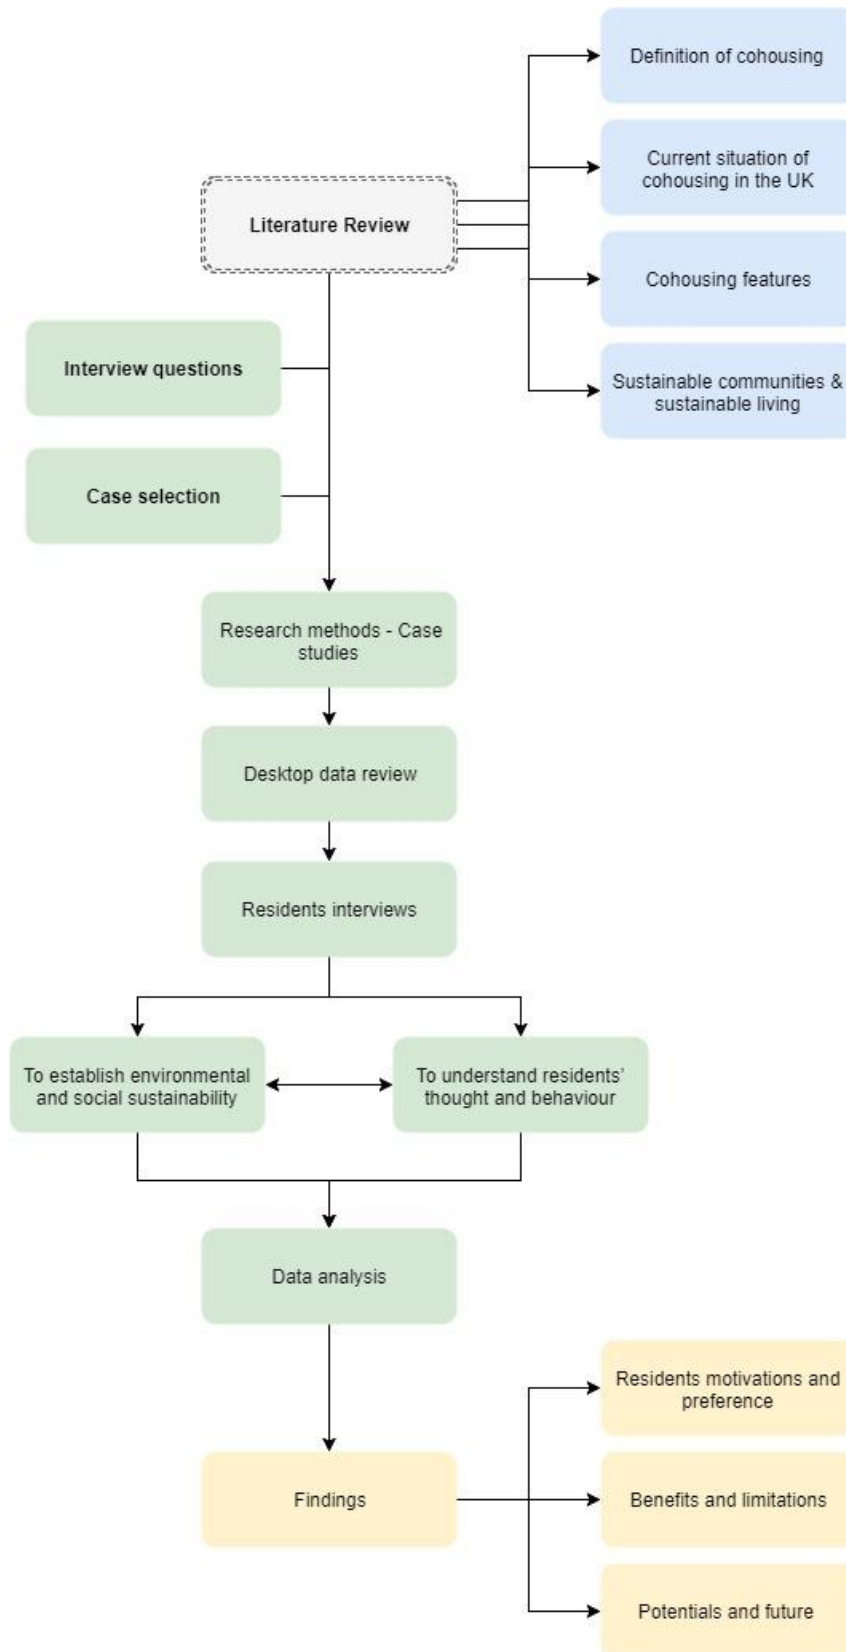 Definition of cohousing
Current situation of
cohousing in the UK
Literature Review
Cohousing features
Interview questions
Sustainable communities &
sustainable living
Case selection
Research methods - Case
studies
Desktop data review
Residents interviews
To establish environmental
and social sustainability
To understand residents’
thought and behaviour
Data analysis
Residents motivations and
preference
Findings
Benefits and limitations
Potentials and future